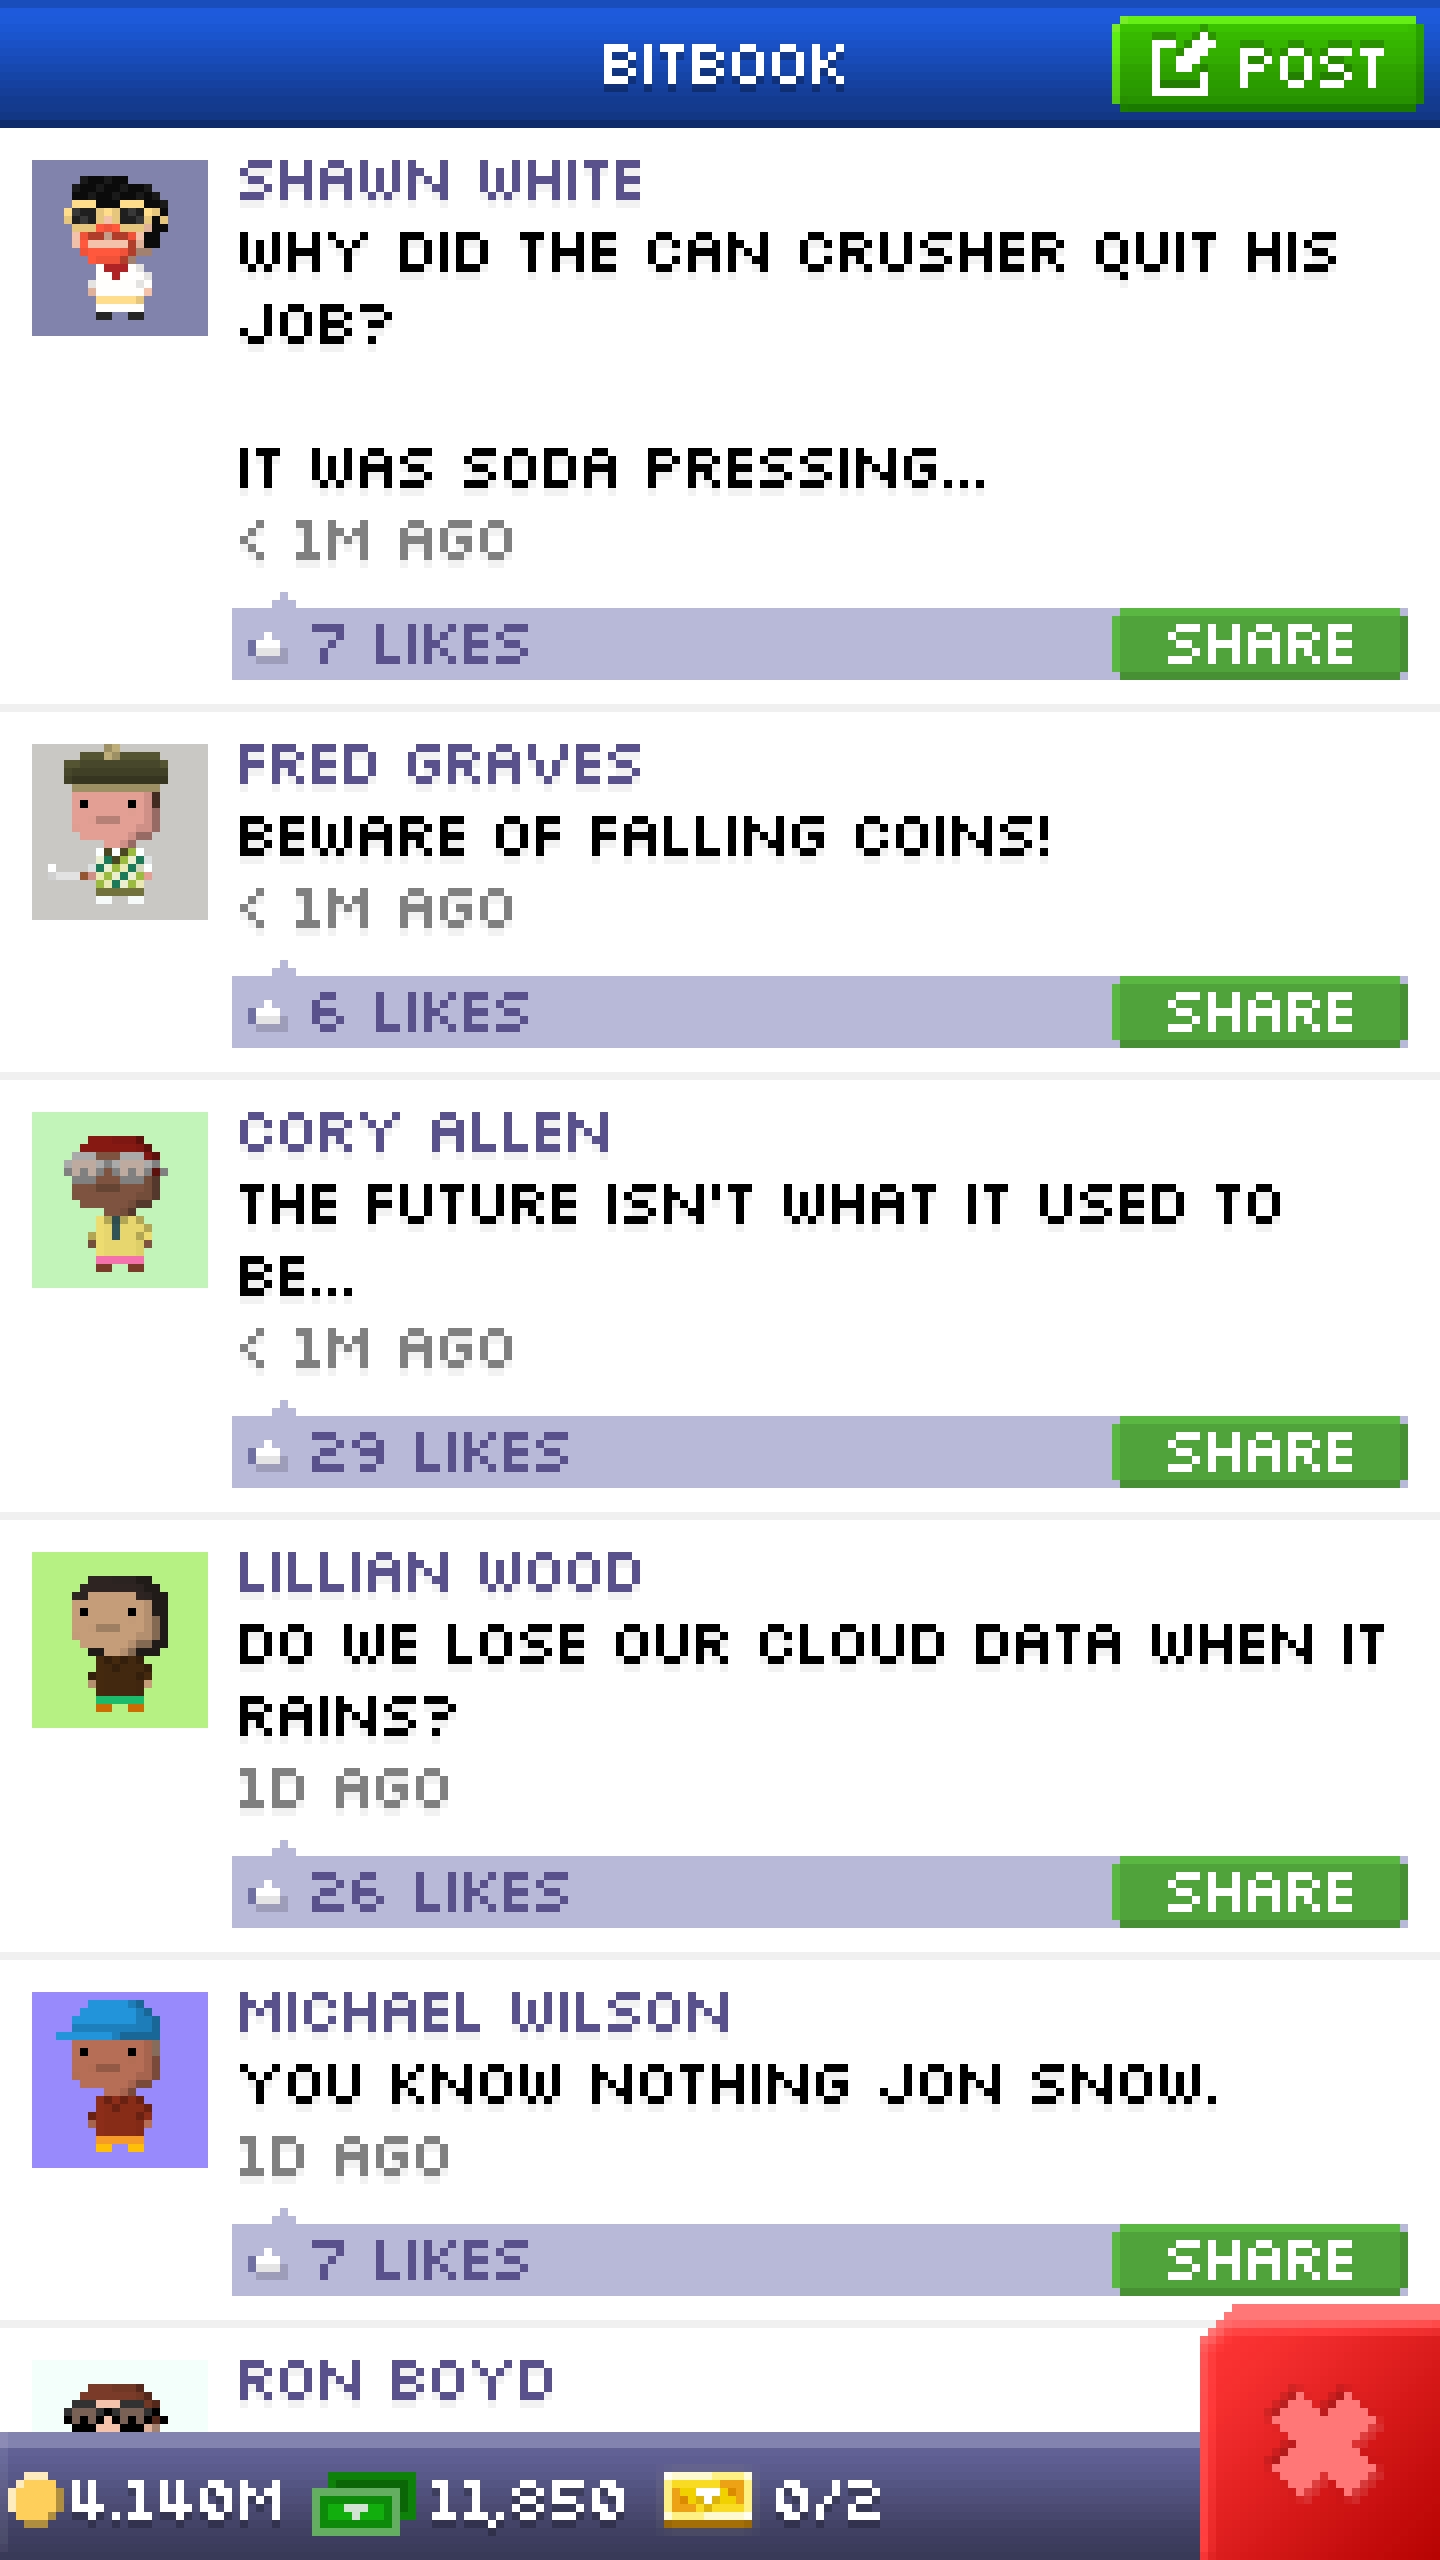 BITBOOK
POST
SHAWN WHITE
WHY DID THE CAN CRUSHER QUIT HIS
JOB?
IT WAS SODA PRESSING...
< 1M AGO
7 LIKES
SHARE
FRED GRAVES
BEWARE OF FALLING COINS!
< 1M AGO
6 LIKES
SHARE
CORY ALLEN
THE FUTURE ISN'T WHAT IT USED TO
BE...
< 1M AGO
29 LIKES
SHARE
LILLIAN WOOD
DO WE LOSE OUR CLOUD DATA WHEN IT
RAINS?
1D AGO
26 LIKES
SHARE
MICHAEL WILSON
YOU KNOW NOTHING JON SNOW.
1D AGO
7 LIKES
SHARE
RON BOYD
4.140M 11,850 0/2